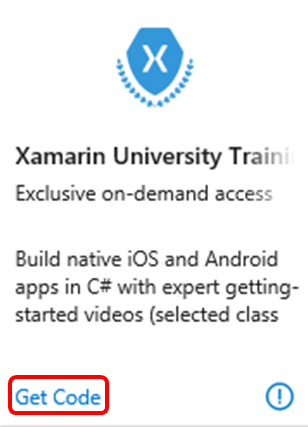 X
Xamarin University Traini
Exclusive on-demand access
Build native iOS and Android
apps in C# with expert getting-
started videos (selected class
Get Code